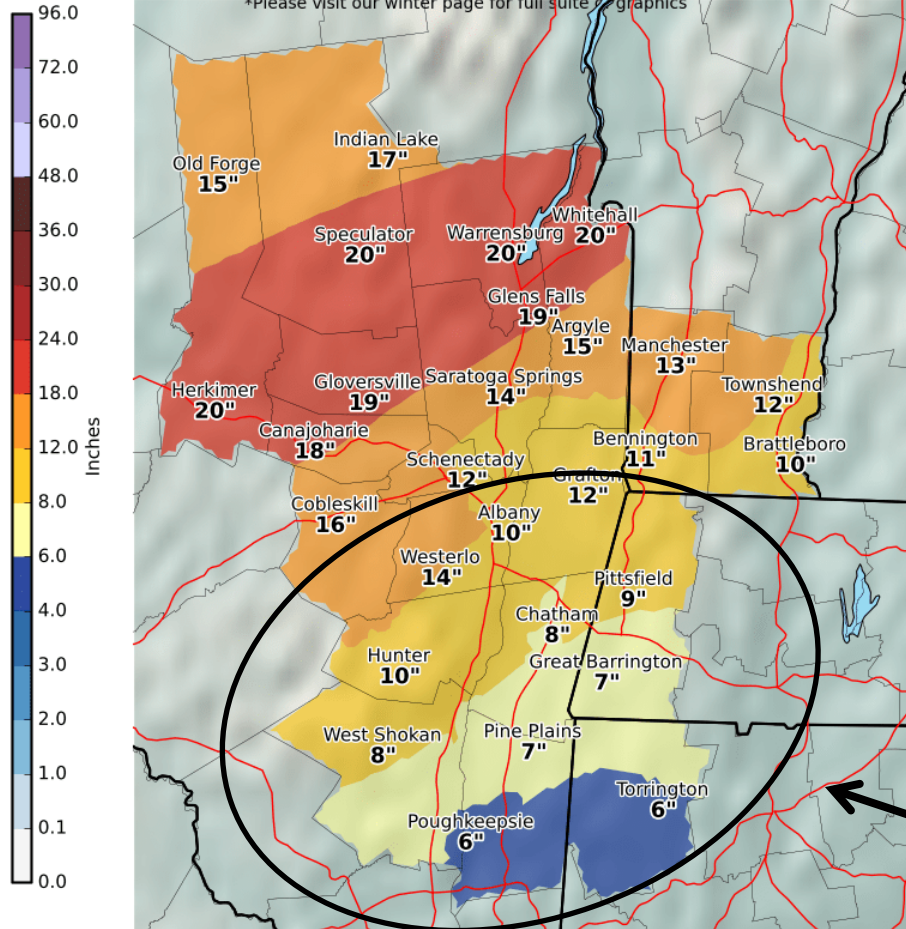 *Please visit our winter page for full suite of graphics
96.0
72.0
60.0
48.0
36.0
30.0
24.0
18.0
12.0
8.0
6.0
4.0
3.0
2.0
1.0
0.1
0.0
Inches
Indian Lake
17"
Old Forge
15"
Whitehall
20"
Speculator
20"
Warrensburg
20"
Glens Falls
19"
Argyle
15"
Manchester
13"
Saratoga Springs
14"
Gloversville
19"
Townshend
12"
Herkimer
20"
Canajoharie
18"
Bennington
11"
Brattleboro
10"
Schenectady
12"
Grafton
12"
Cobleskill
16"
Albany
10"
Westerlo
14"
Pittsfield
9"
Chatham
8"
Hunter
10"
Great Barrington
7"
West Shokan
8"
Pine Plains
7"
Torrington
6"
Poughkeepsie
6"